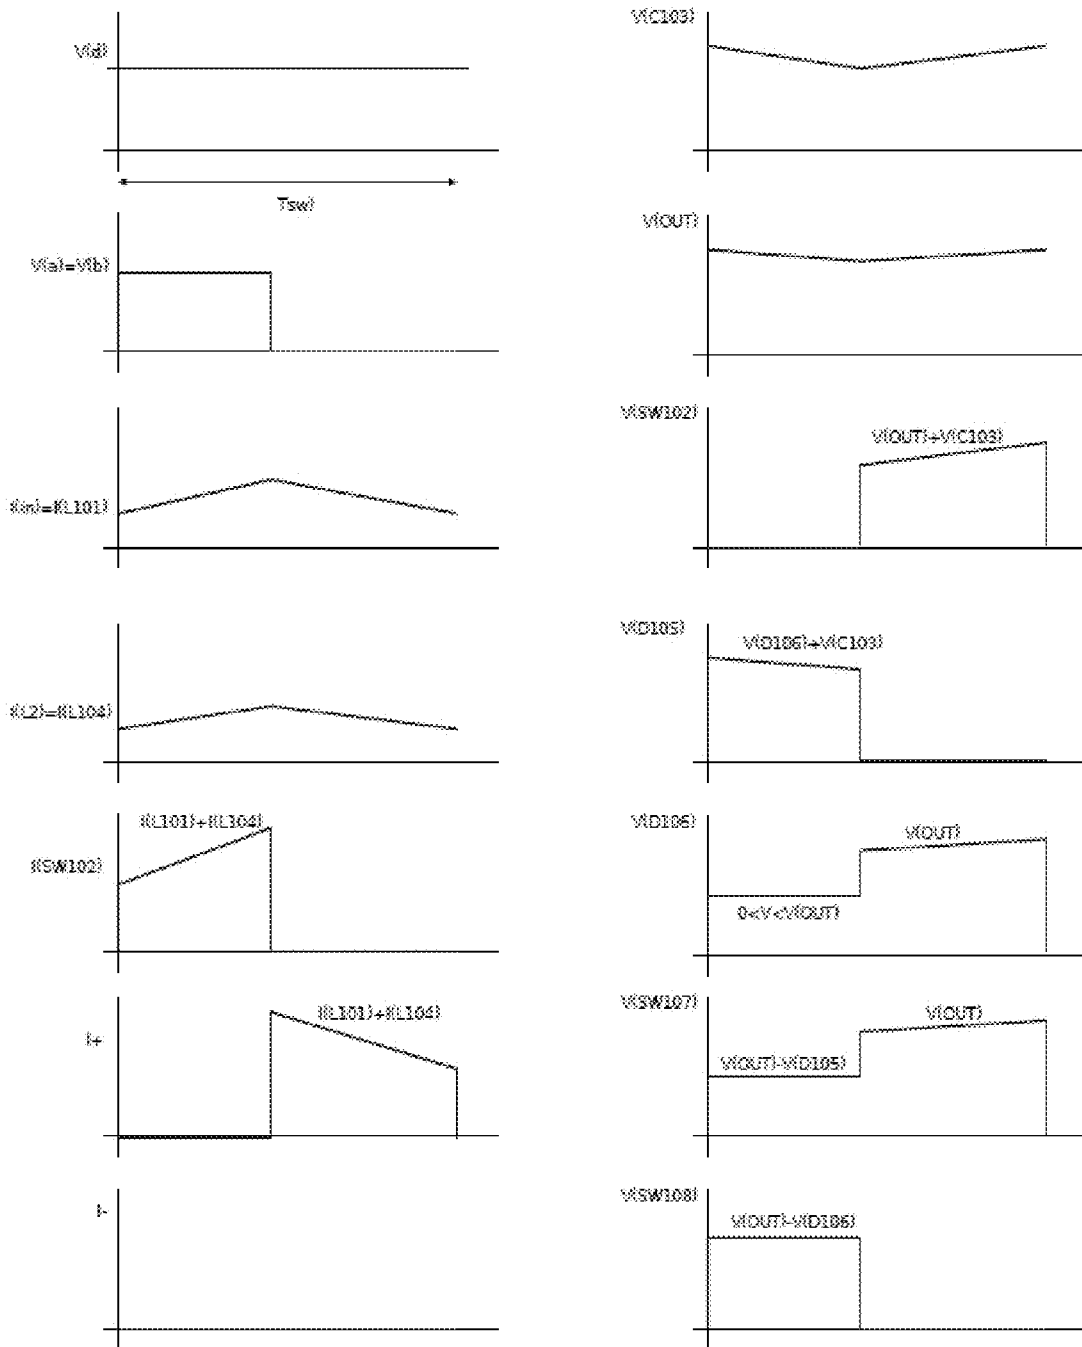 V(d)
Tsw)
V(a)=V(b)
I(in)=I(L101)
I(L2)=I(L104)
I(L101)+I(L104)
I(SW102)
I(L101)+I(L104)
I+
I-
V(C103)
V(OUT)
V(SW102)
V(OUT)+V(C103)
V(D105)
V(D106)+V(C103)
V(D106)
V(OUT)
0<V<V(OUT)
V(SW107)
V(OUT)
V(OUT)-V(D105)
V(SW108)
V(OUT)-V(D106)